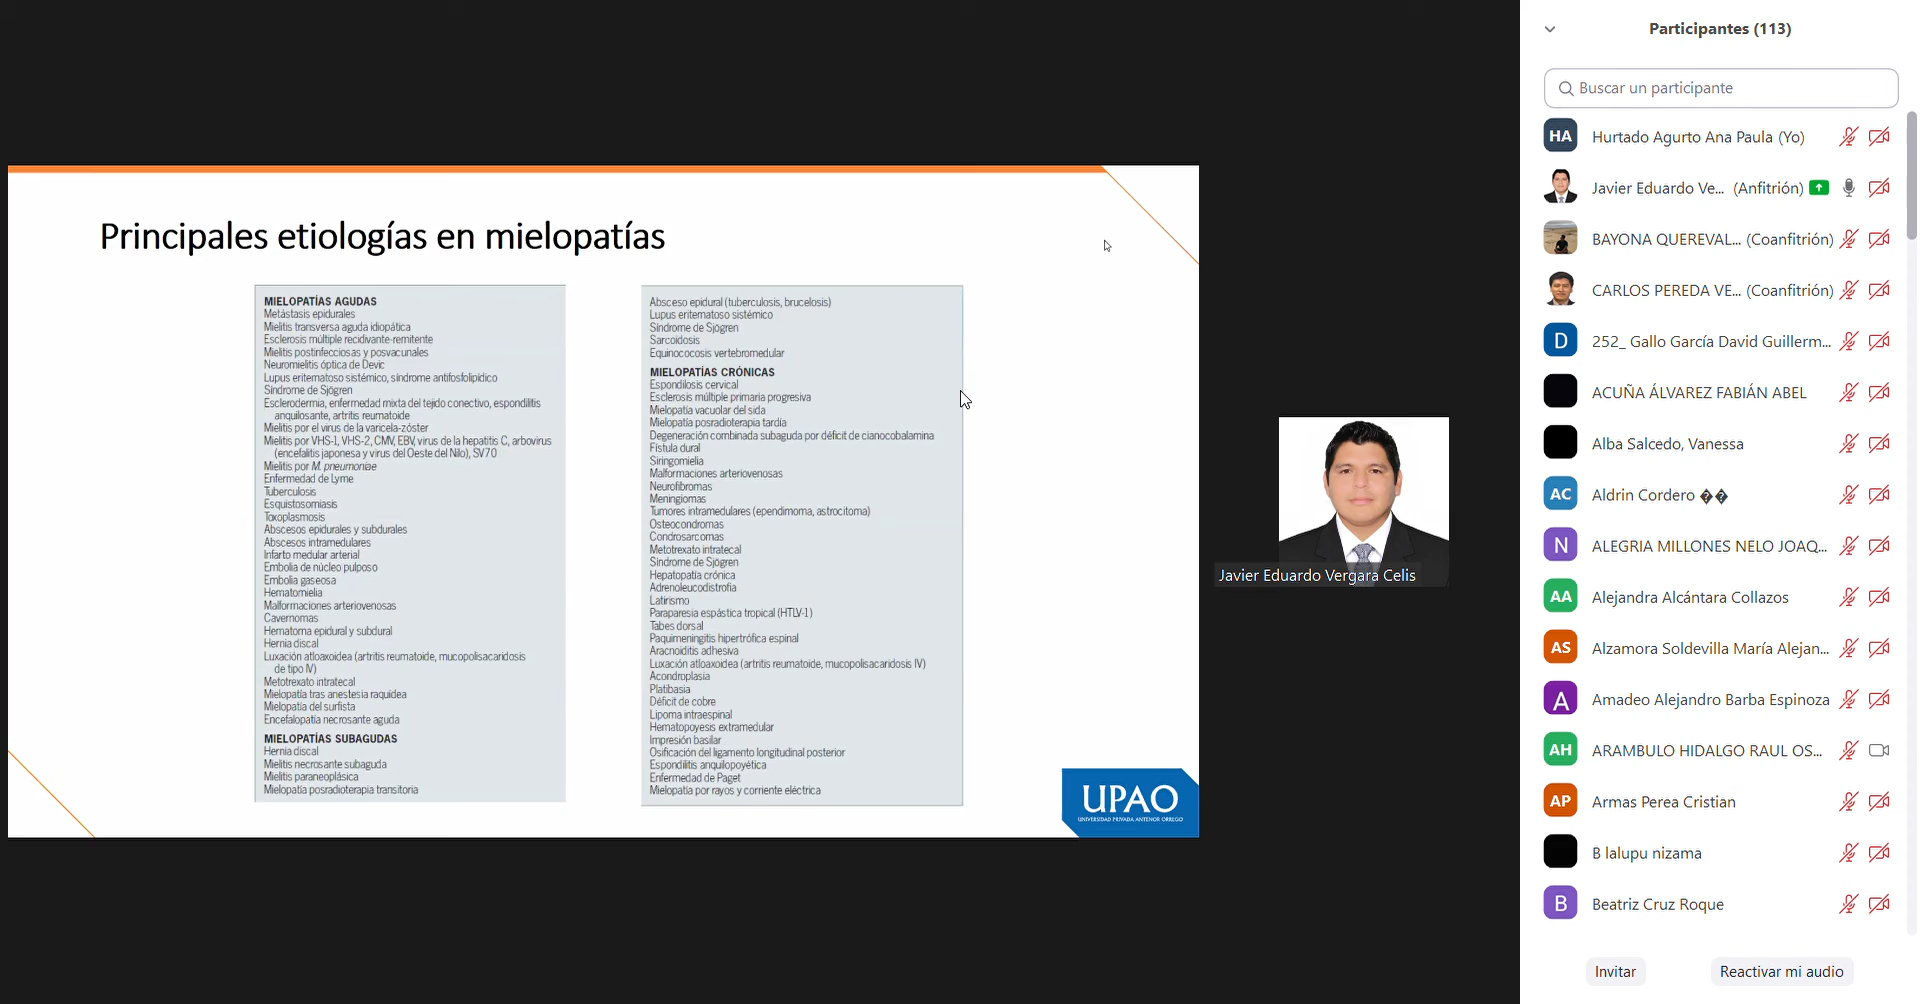 Principales etiologías en mielopatías
MIELOPATÍAS AGUDAS
Metástasis epidurales
Mielitis transversa aguda idiopática
Esclerosis múltiple recidivante-remitente
Mielitis postinfecciosas y posvacunales
Neuromielitis óptica de Devic
Lupus eritematoso sistémico, síndrome antifosfolipídico
Síndrome de Sjögren
Esclerodermia, enfermedad mixta del tejido conectivo, espondilitis
anquilosante, artritis reumatoide
Mielitis por el virus de la varicela-zóster
Mielitis por VHS-1, VHS-2, CMV, EBV, virus de la hepatitis C, arbovirus
(encefalitis japonesa y virus del Oeste del Nilo), SV70
Mielitis por M. pneumoniae
Enfermedad de Lyme
Tuberculosis
Esquistosomiasis
Toxoplasmosis
Abscesos epidurales y subdurales
Abscesos intramedulares
Infarto medular arterial
Embolia de núcleo pulposo
Embolia gaseosa
Hematomielia
Malformaciones arteriovenosas
Cavernomas
Hematoma epidural y subdural
Hernia discal
Luxación atloaxoidea (artritis reumatoide, mucopolisacaridosis
de tipo IV)
Metotrexato intratecal
Mielopatía tras anestesia raquídea
Mielopatía del surfista
Encefalopatía necrosante aguda
MIELOPATÍAS SUBAGUDAS
Hernia discal
Mielitis necrosante subaguda
Mielitis paraneoplásica
Mielopatía posradioterapia transitoria
Absceso epidural (tuberculosis, brucelosis)
Lupus eritematoso sistémico
Síndrome de Sjögren
Sarcoidosis
Equinococosis vertebromedular
MIELOPATÍAS CRÓNICAS
Espondilosis cervical
Esclerosis múltiple primaria progresiva
Mielopatía vacuolar del sida
Mielopatía posradioterapia tardía
Degeneración combinada subaguda por déficit de cianocobalamina
Fístula dural
Siringomielia
Malformaciones arteriovenosas
Neurofibromas
Meningiomas
Tumores intramedulares (ependimoma, astrocitoma)
Osteocondromas
Condrosarcomas
Metotrexato intratecal
Síndrome de Sjögren
Hepatopatía crónica
Adrenoleucodistrofia
Latirismo
Paraparesia espástica tropical (HTLV-1)
Tabes dorsal
Paquimeningitis hipertrófica espinal
Aracnoiditis adhesiva
Luxación atloaxoidea (artritis reumatoide, mucopolisacaridosis IV)
Acondroplasia
Platibasia
Déficit de cobre
Lipoma intraespinal
Hematopoyesis extramedular
Impresión basilar
Osificación del ligamento longitudinal posterior
Espondilitis anquilopoyética
Enfermedad de Paget
Mielopatía por rayos y corriente eléctrica
UPAO
UNIVERSIDAD PRIVADA ANTENOR ORREGO
Javier Eduardo Vergara Celis
Participantes (113)
Buscar un participante
HA Hurtado Agurto Ana Paula (Yo)
Javier Eduardo Ve... (Anfitrión)
BAYONA QUEREVAL... (Coanfitrión)
CARLOS PEREDA VE... (Coanfitrión)
D 252_ Gallo García David Guillerm...
ACUÑA ÁLVAREZ FABIÁN ABEL
Alba Salcedo, Vanessa
AC Aldrin Cordero ��
N ALEGRIA MILLONES NELO JOAQ...
AA Alejandra Alcántara Collazos
AS Alzamora Soldevilla María Alejan...
A Amadeo Alejandro Barba Espinoza
AH ARAMBULO HIDALGO RAUL OS...
AP Armas Perea Cristian
B lalupu nizama
B Beatriz Cruz Roque
Invitar
Reactivar mi audio